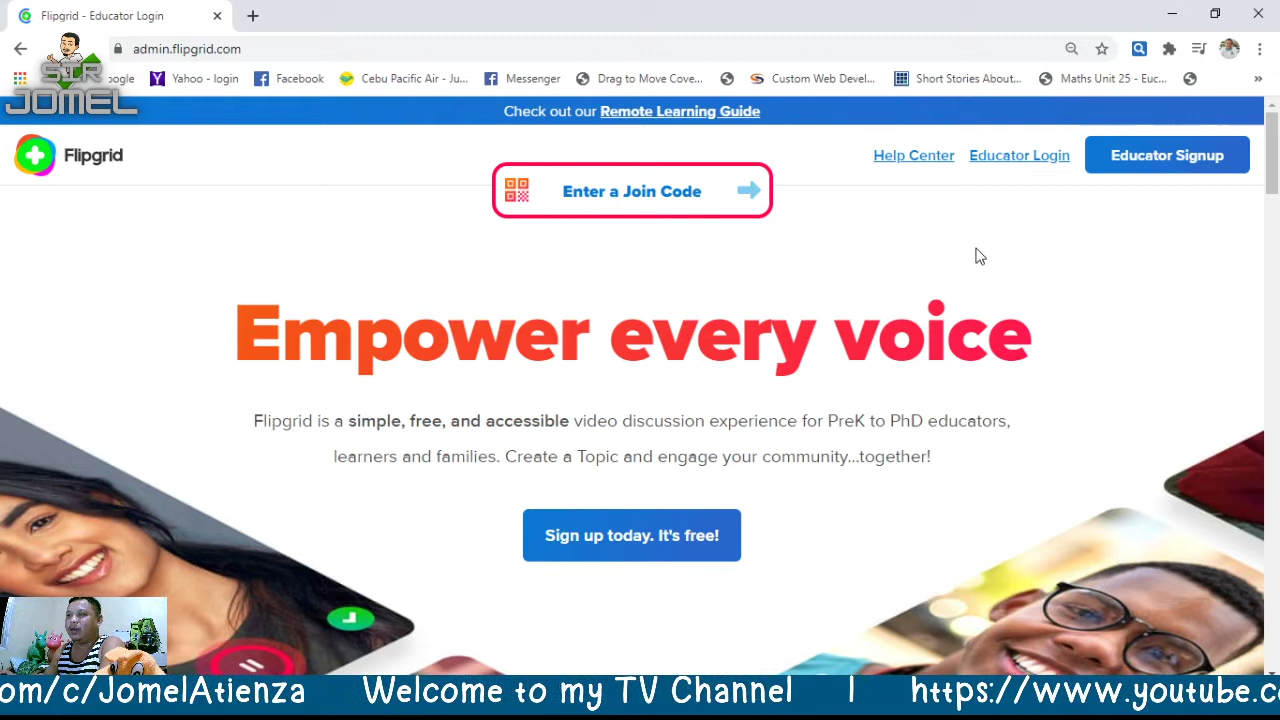 Flipgrid - Educator Login
admin.flipgrid.com
SIR
JOMEL
ogle
Yahoo - login
Facebook
Cebu Pacific Air - Ju...
Messenger
Drag to Move Cove...
Custom Web Devel...
Short Stories About...
Maths Unit 25 - Euc...
Check out our Remote Learning Guide
Flipgrid
Help Center
Educator Login
Educator Signup
Enter a Join Code
Empower every voice
Flipgrid is a simple, free, and accessible video discussion experience for PreK to PhD educators,
learners and families. Create a Topic and engage your community...together!
Sign up today. It's free!
om/c/JomelAtienza Welcome to my TV Channel | https://www.youtube.c